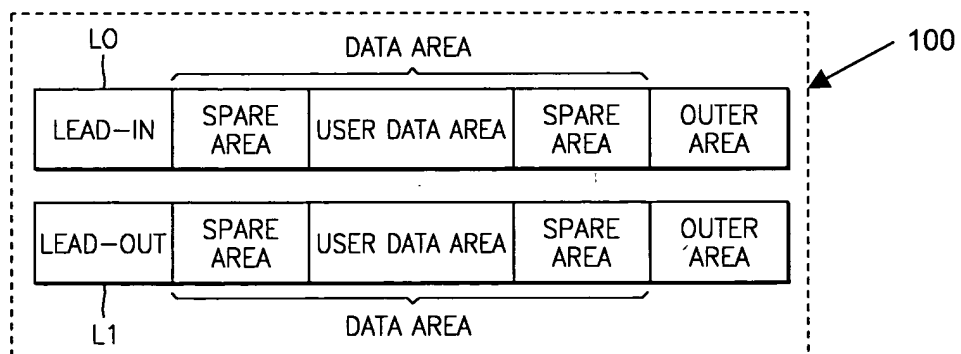 L0
DATA AREA
100
LEAD-IN
SPARE AREA
USER DATA AREA
SPARE AREA
OUTER AREA
LEAD-OUT
SPARE AREA
USER DATA AREA
SPARE AREA
OUTER AREA
L1
DATA AREA